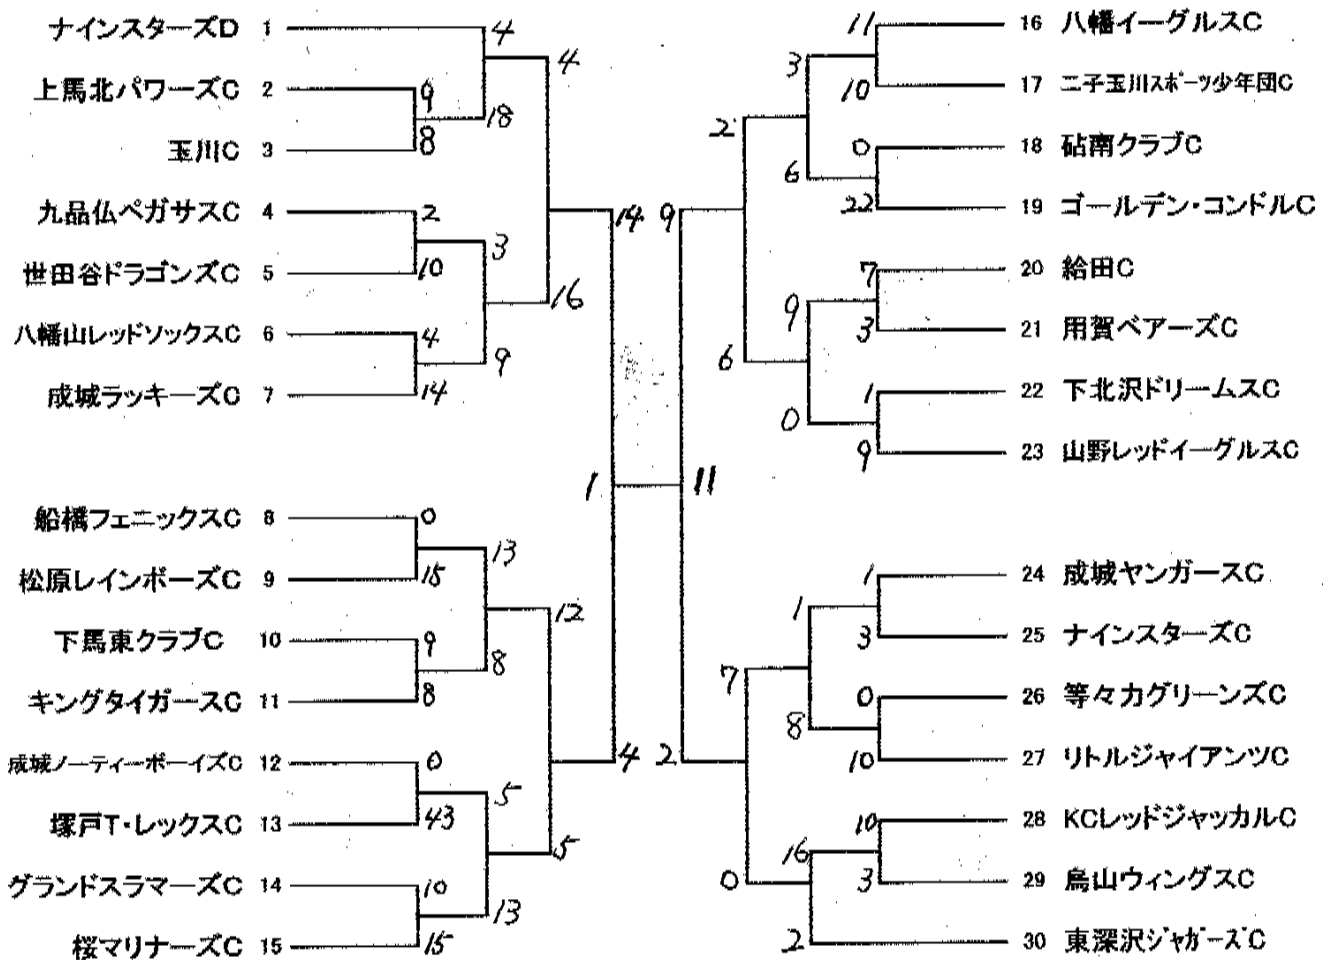 ナインスターズD 1
4
4
上馬北パワーズC 2
9
18
玉川C 3
8
九品仏ペガサスC 4
2
3
世田谷ドラゴンズC 5
10
16
八幡山レッドソックスC 6
4
9
成城ラッキーズC 7
14
14
船橋フェニックスC 8
0
13
松原レインボーズC 9
15
12
下馬東クラブC 10
9
8
キングタイガースC 11
8
成城ノーティーボーイズC 12
0
5
塚戸T・レックスC 13
43
5
グランドスラマーズC 14
10
13
桜マリナーズC 15
15
4
1
11
11
16 八幡イーグルスC
3
10
17 二子玉川スポーツ少年団C
2
0
18 砧南クラブC
6
22
19 ゴールデン・コンドルC
9
7
20 給田C
9
3
21 用賀ベアーズC
6
1
22 下北沢ドリームスC
0
9
23 山野レッドイーグルスC
1
24 成城ヤンガースC
1
3
25 ナインスターズC
7
0
26 等々力グリーンズC
8
10
27 リトルジャイアンツC
2
10
28 KCレッドジャッカルC
16
3
29 烏山ウィングスC
0
2
30 東深沢ジャガーズC